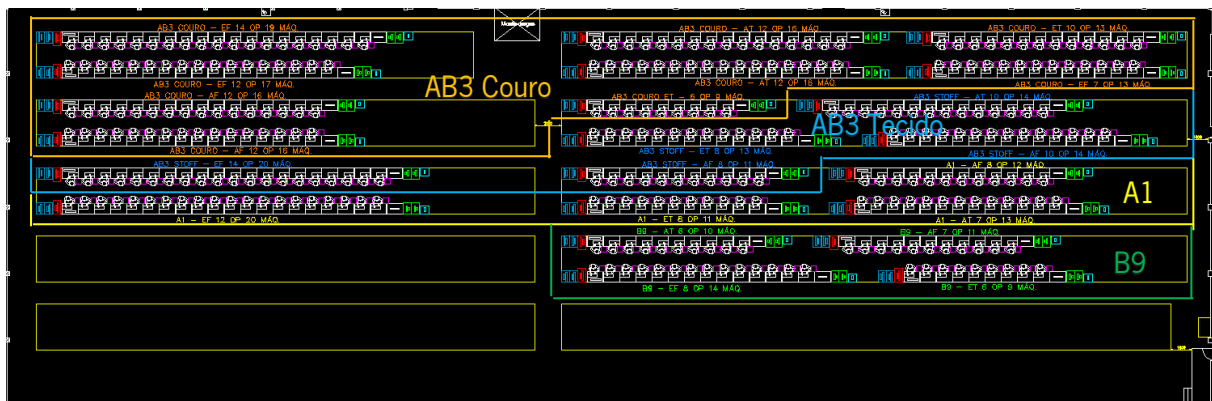 AB3 COURO – EF 14 OP 19 MÁQ.
AB3 COURO – AT 12 OP 16 MÁQ.
AB3 COURO – ET 10 OP 13 MÁQ.
AB3 COURO – EF 12 OP 17 MÁQ.
AB3 COURO – AT 12 OP 16 MÁQ.
AB3 COURO – EF 7 OP 13 MÁQ.
AB3 Couro
AB3 COURO – AF 12 OP 16 MÁQ.
AB3 COURO ET – 6 OP 9 MÁQ.
AB3 STOFF – AT 10 OP 14 MÁQ.
AB3 Tecido
AB3 COURO – AF 12 OP 16 MÁQ.
AB3 STOFF – ET 8 OP 13 MÁQ.
AB3 STOFF – AF 10 OP 14 MÁQ.
AB3 STOFF – EF 14 OP 20 MÁQ.
AB3 STOFF – AF 8 OP 11 MÁQ.
A1 – AF 8 OP 12 MÁQ.
A1
A1 – EF 12 OP 20 MÁQ.
A1 – ET 8 OP 11 MÁQ.
A1 – AT 7 OP 13 MÁQ.
B9 – AT 6 OP 10 MÁQ.
B9 – AF 7 OP 11 MÁQ.
B9
B9 – EF 8 OP 14 MÁQ.
B9 – ET 6 OP 9 MÁQ.